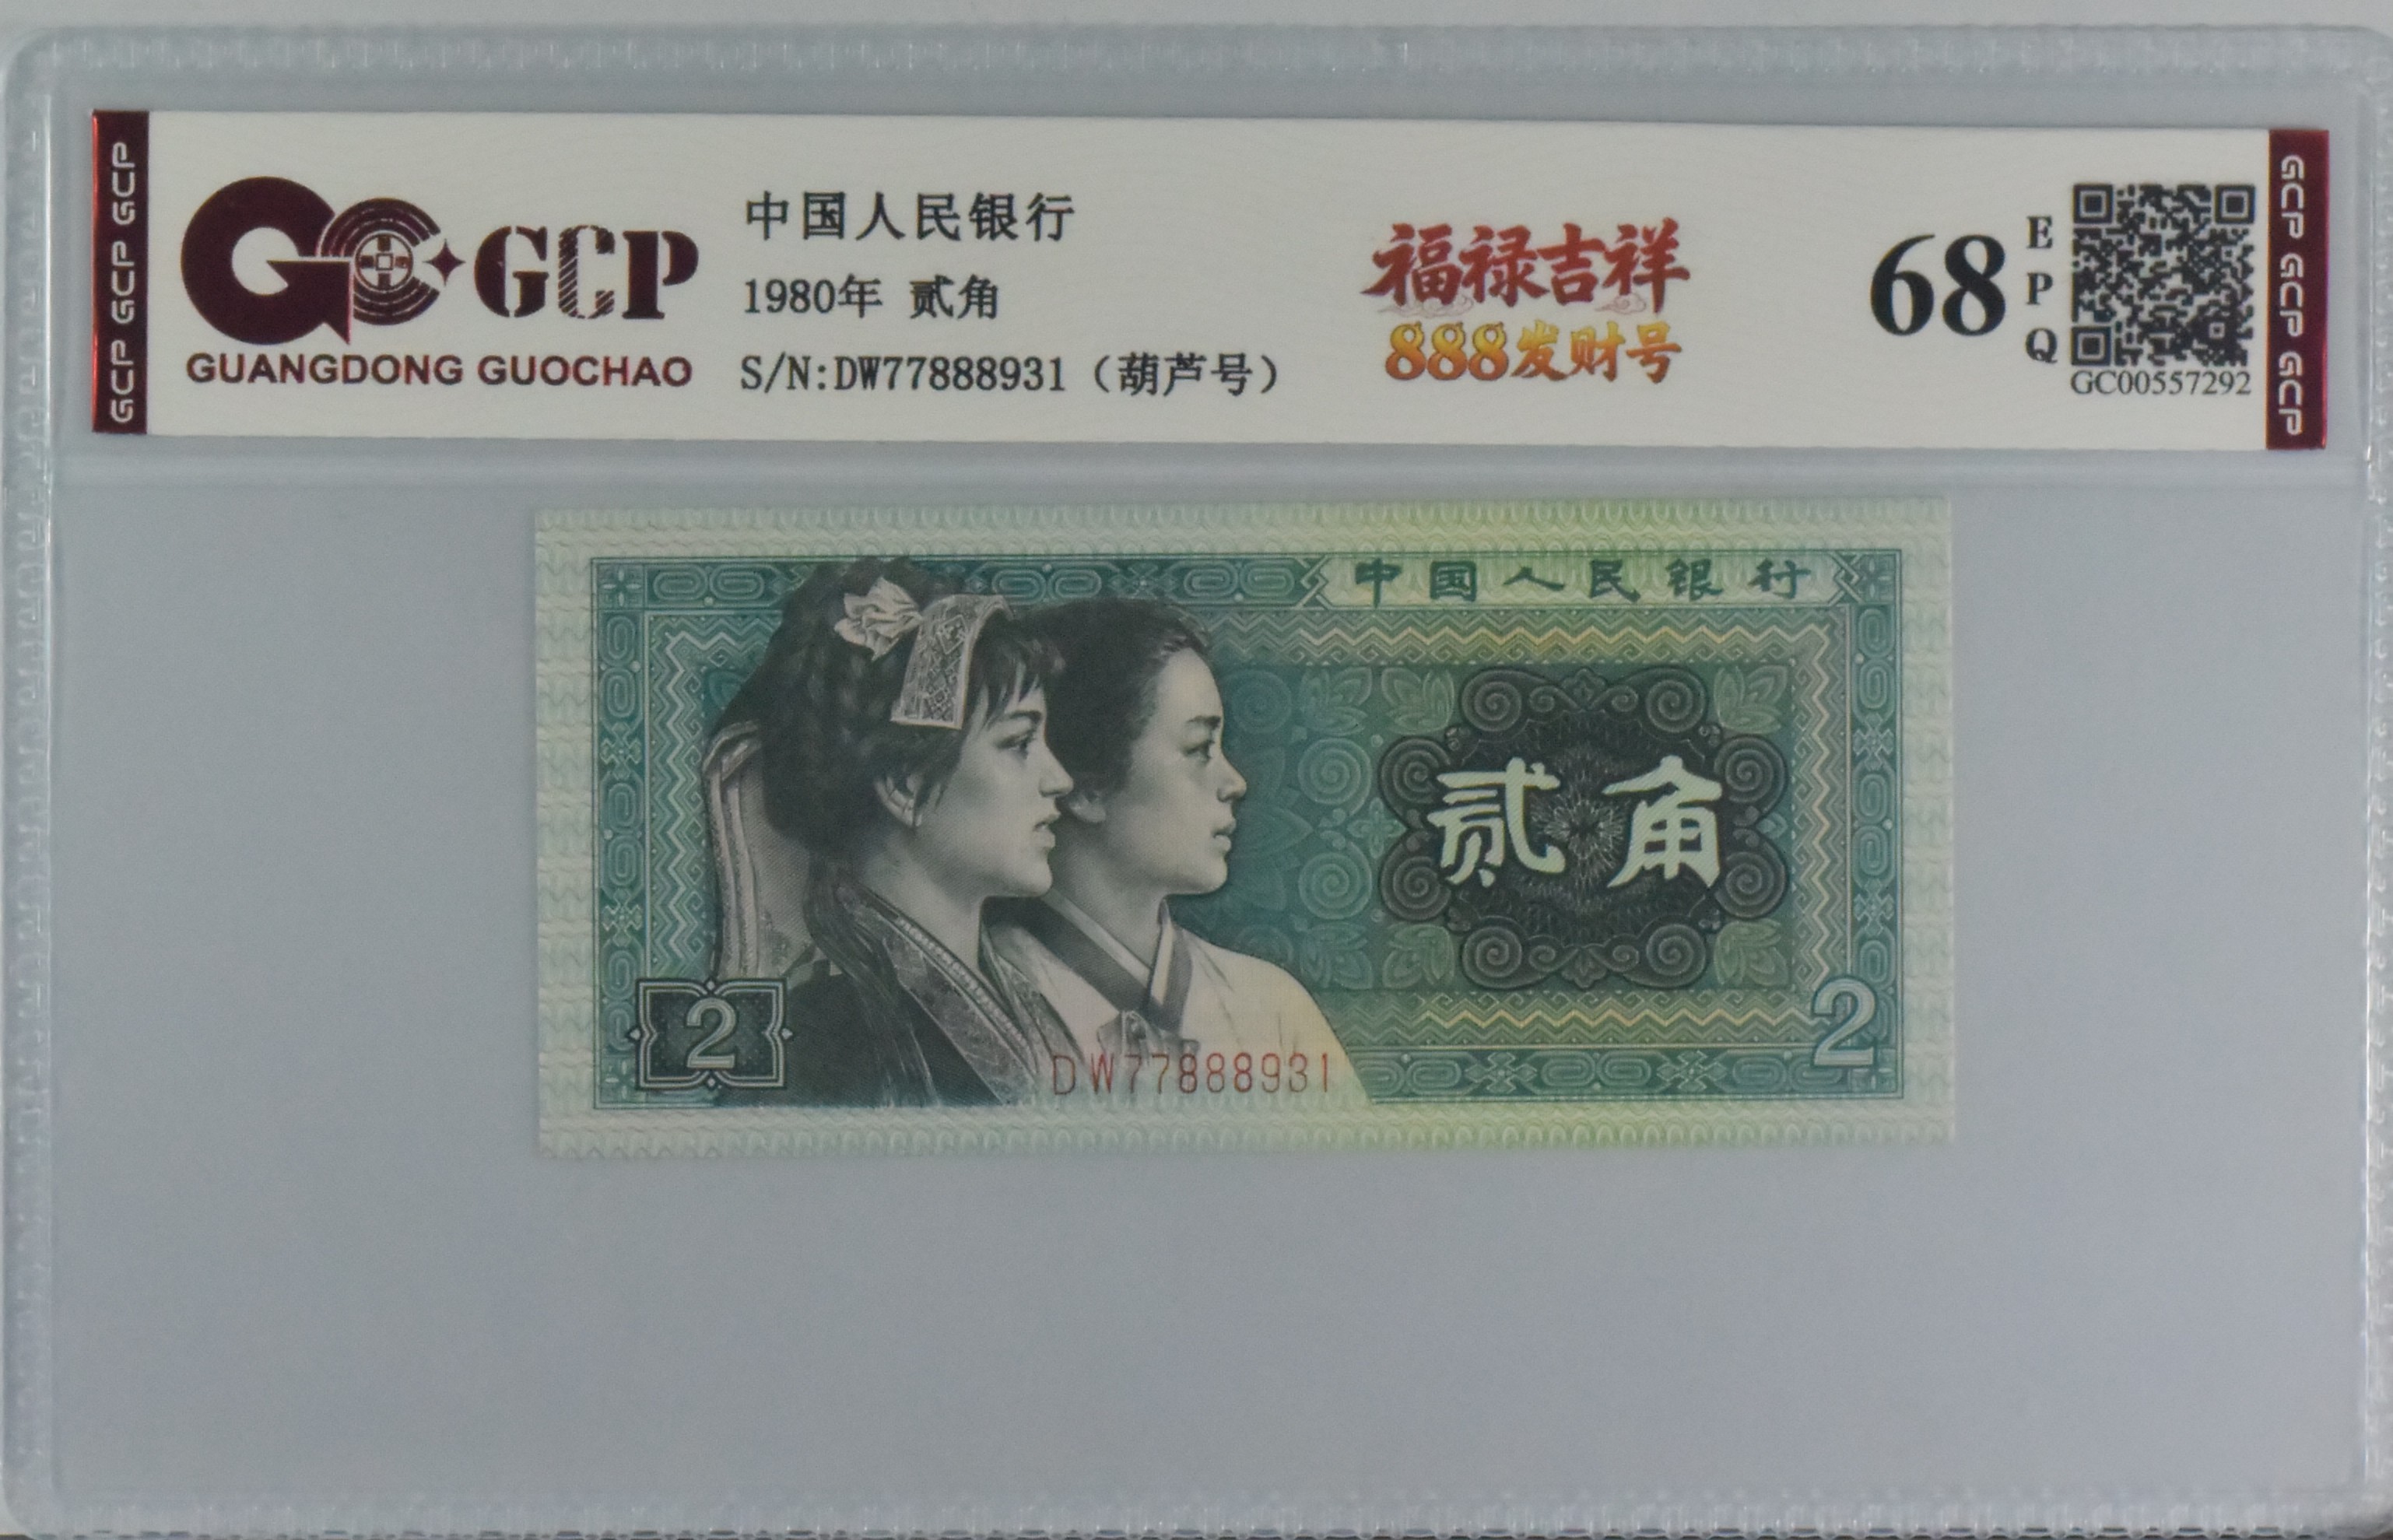 GCP GCP GCP
GC GCP
GUANGDONG GUOCHAO
中国人民银行
1980年 贰角
S/N:DW77888931（葫芦号）
福禄吉祥
888发财号
68
E
P
Q
GC00557292
GCP GCP GCP
中国人民银行
贰角
2
2
DW77888931